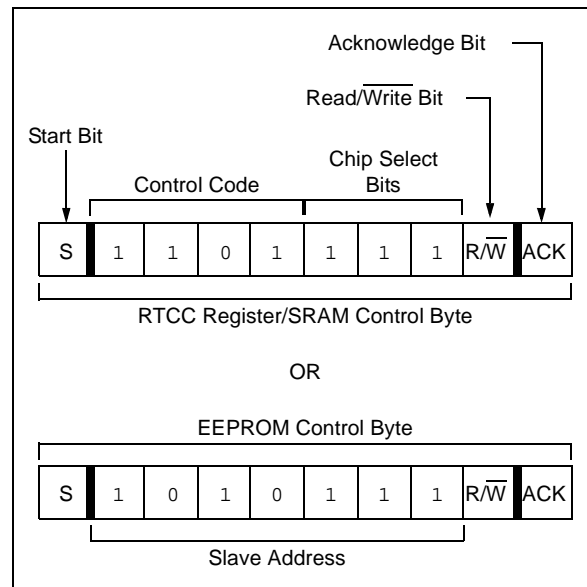 Acknowledge Bit
Read/Write Bit
Start Bit
Chip Select
Bits
Control Code
S 1 1 0 1 1 1 1 R/W ACK
RTCC Register/SRAM Control Byte
OR
EEPROM Control Byte
S 1 0 1 0 1 1 1 R/W ACK
Slave Address